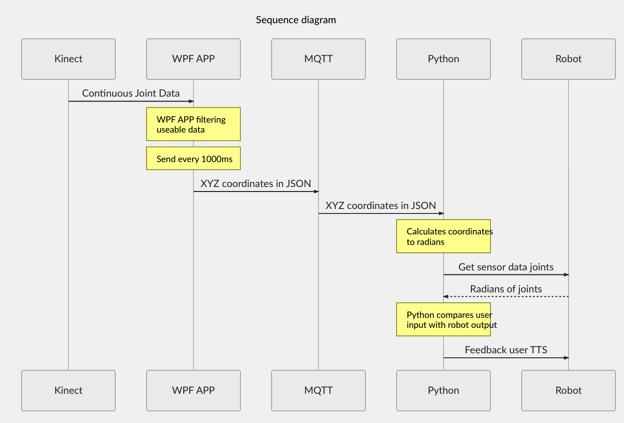 Sequence diagram
Kinect
WPF APP
MQTT
Python
Robot
Continuous Joint Data
WPF APP filtering
useable data
Send every 1000ms
XYZ coordinates in JSON
XYZ coordinates in JSON
Calculates coordinates
to radians
Get sensor data joints
Radians of joints
Python compares user
input with robot output
Feedback user TTS
Kinect
WPF APP
MQTT
Python
Robot